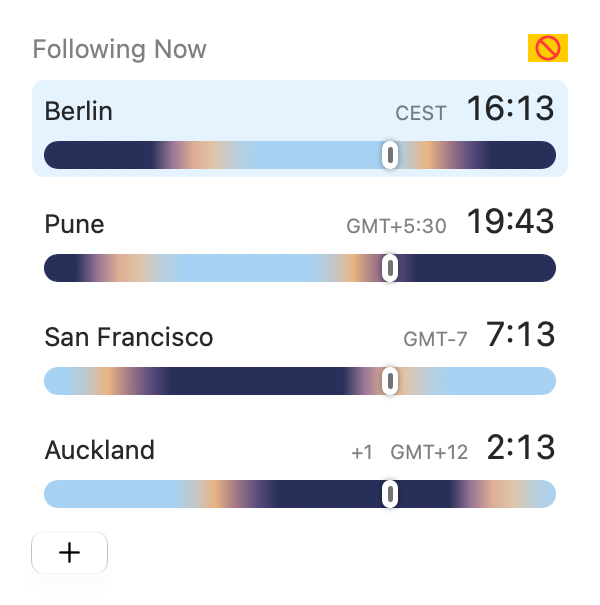 Following Now
Berlin CEST 16:13
Pune GMT+5:30 19:43
San Francisco GMT-7 7:13
Auckland +1 GMT+12 2:13
+